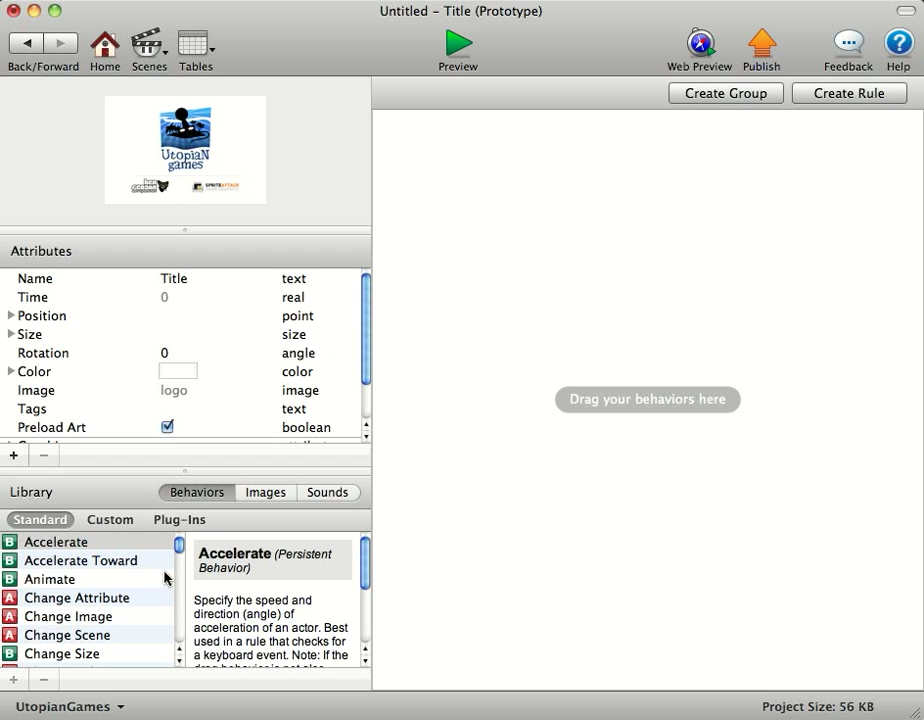 Untitled – Title (Prototype)
Back/Forward Home Scenes Tables Preview Web Preview Publish Feedback Help
Create Group Create Rule
UtopiaN
games
SPRITEATTACK
Attributes
Name Title text
Time 0 real
Position point
Size size
Rotation 0 angle
Color color
Image logo image
Tags text
Preload Art boolean
Drag your behaviors here
+ −
Library Behaviors Images Sounds
Standard Custom Plug-Ins
B Accelerate
B Accelerate Toward
B Animate
A Change Attribute
A Change Image
A Change Scene
B Change Size
Accelerate (Persistent
Behavior)
Specify the speed and
direction (angle) of
acceleration of an actor. Best
used in a rule that checks for
a keyboard event. Note: If the
+ −
UtopianGames Project Size: 56 KB